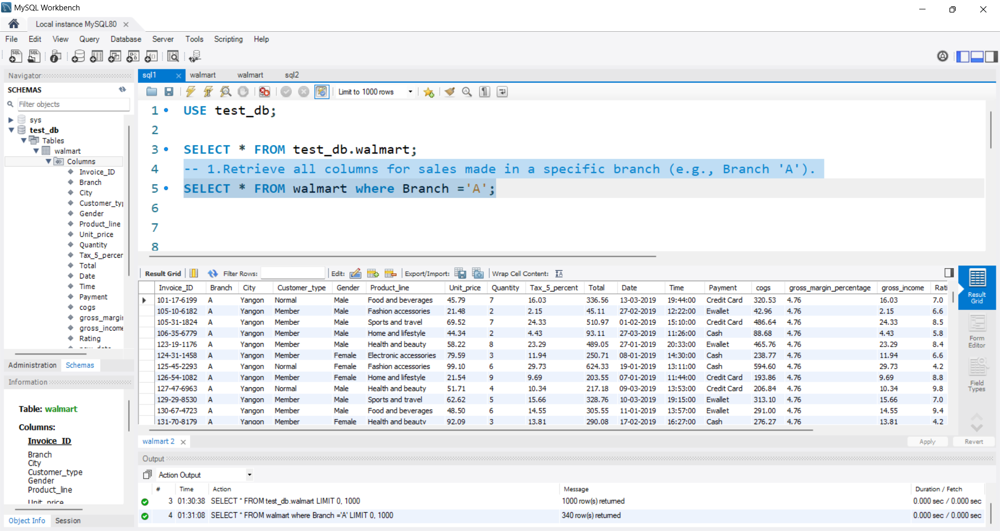 MySQL Workbench
Local instance MySQL80
File Edit View Query Database Server Tools Scripting Help
Navigator
SCHEMAS
Filter objects
sys
test_db
Tables
walmart
Columns
Invoice_ID
Branch
City
Gender
Product_line
Unit_price
Quantity
Total
Date
Time
Payment
cogs
Rating
Administration Schemas
Information
Table: walmart
Columns:
Invoice_ID
Branch
City
Customer_type
Gender
Product_line
Unit_price
Object Info Session
sql1 walmart walmart sql2
Limit to 1000 rows
1 USE test_db;
2
3 SELECT * FROM test_db.walmart;
4 -- 1.Retrieve all columns for sales made in a specific branch (e.g., Branch 'A').
5 SELECT * FROM walmart where Branch ='A';
6
7
8
Result Grid Filter Rows: Edit: Export/Import: Wrap Cell Content:
Invoice_ID Branch City Customer_type Gender Product_line Unit_price Quantity Tax_5_percent Total Date Time Payment cogs gross_margin_percentage gross_income
101-17-6199 A Yangon Normal Male Food and beverages 45.79 7 16.03 336.56 13-03-2019 19:44:00 Credit Card 320.53 4.76 16.03 7.0
105-10-6182 A Yangon Member Male Fashion accessories 21.48 2 2.15 45.11 27-02-2019 12:22:00 Ewallet 42.96 4.76 2.15 6.6
105-31-1824 A Yangon Member Male Sports and travel 69.52 7 24.33 510.97 01-02-2019 15:10:00 Credit Card 486.64 4.76 24.33 8.5
106-35-6779 A Yangon Member Male Home and lifestyle 44.34 2 4.43 93.11 27-03-2019 11:26:00 Cash 88.68 4.76 4.43 5.8
123-19-1176 A Yangon Member Male Health and beauty 58.22 8 23.29 489.05 27-01-2019 20:33:00 Ewallet 465.76 4.76 23.29 8.4
124-31-1458 A Yangon Member Female Electronic accessories 79.59 3 11.94 250.71 08-01-2019 14:30:00 Cash 238.77 4.76 11.94 6.6
125-45-2293 A Yangon Normal Female Fashion accessories 99.10 6 29.73 624.33 19-01-2019 13:11:00 Cash 594.60 4.76 29.73 4.2
126-54-1082 A Yangon Member Female Home and lifestyle 21.54 9 9.69 203.55 07-01-2019 11:44:00 Credit Card 193.86 4.76 9.69 8.8
127-47-6963 A Yangon Normal Male Health and beauty 51.71 4 10.34 217.18 09-03-2019 13:53:00 Credit Card 206.84 4.76 10.34 9.8
129-29-8530 A Yangon Member Male Sports and travel 62.62 5 15.66 328.76 10-03-2019 19:15:00 Ewallet 313.10 4.76 15.66 7.0
130-67-4723 A Yangon Member Male Food and beverages 48.50 6 14.55 305.55 11-01-2019 13:57:00 Ewallet 291.00 4.76 14.55 9.4
131-70-8179 A Yangon Member Female Health and beauty 92.09 3 13.81 290.08 17-02-2019 16:27:00 Cash 276.27 4.76 13.81 4.2
Result Grid
Form Editor
Field Types
walmart 2
Apply Revert
Output
Action Output
# Time Action Message Duration / Fetch
3 01:30:38 SELECT * FROM test_db.walmart LIMIT 0, 1000 1000 row(s) returned 0.000 sec / 0.000 sec
4 01:31:08 SELECT * FROM walmart where Branch ='A' LIMIT 0, 1000 340 row(s) returned 0.000 sec / 0.000 sec